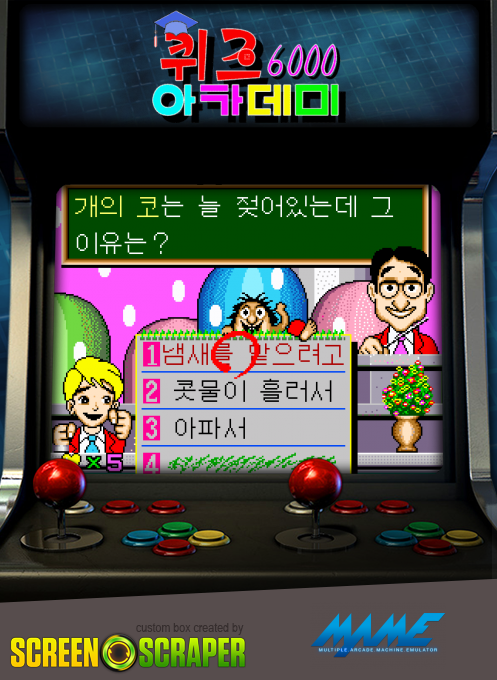 퀴즈 6000
아카데미
개의 코는 늘 젖어있는데 그
이유는?
1 냄새를 맡으려고
2 콧물이 흘러서
3 아파서
4
x 5
custom box created by
SCREEN SCRAPER
MAME
MULTIPLE ARCADE MACHINE EMULATOR